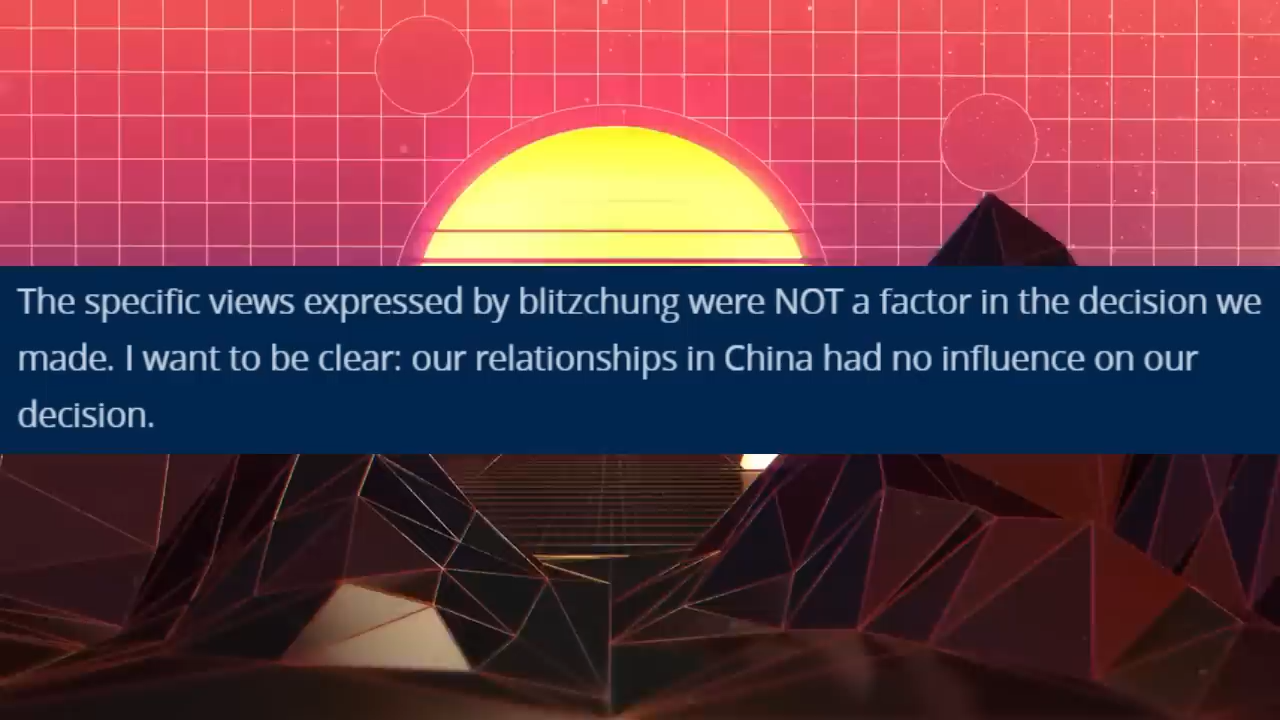 The specific views expressed by blitzchung were NOT a factor in the decision we
made. I want to be clear: our relationships in China had no influence on our
decision.